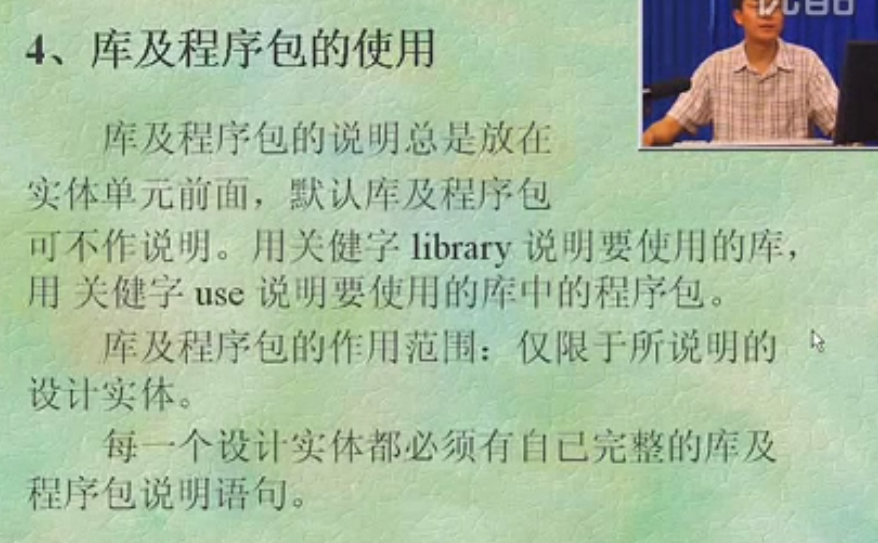 4、库及程序包的使用
库及程序包的说明总是放在
实体单元前面，默认库及程序包
可不作说明。用关健字 library 说明要使用的库，
用 关健字 use 说明要使用的库中的程序包。
库及程序包的作用范围：仅限于所说明的
设计实体。
每一个设计实体都必须有自已完整的库及
程序包说明语句。